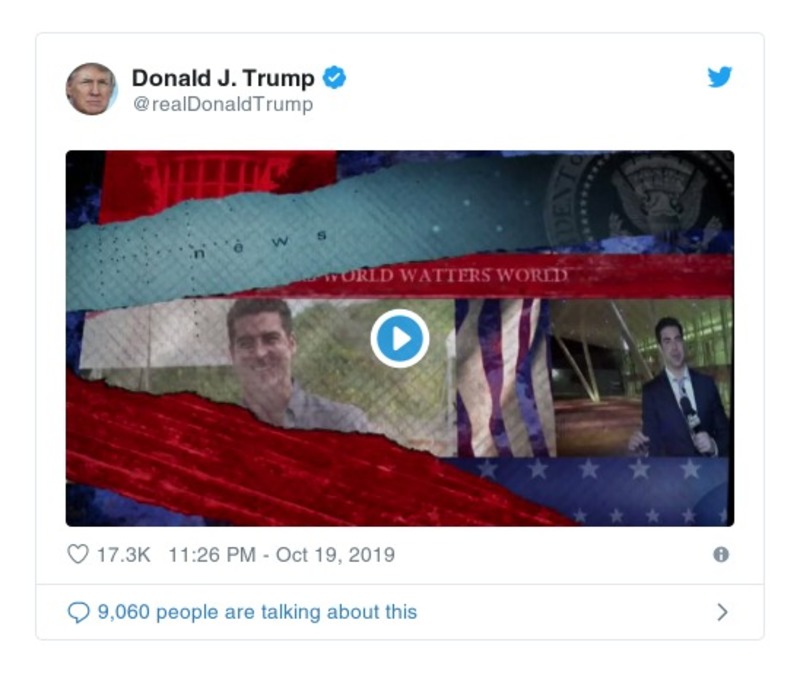 Donald J. Trump
@realDonaldTrump
news
WORLD WATTERS WORLD
17.3K 11:26 PM - Oct 19, 2019
9,060 people are talking about this